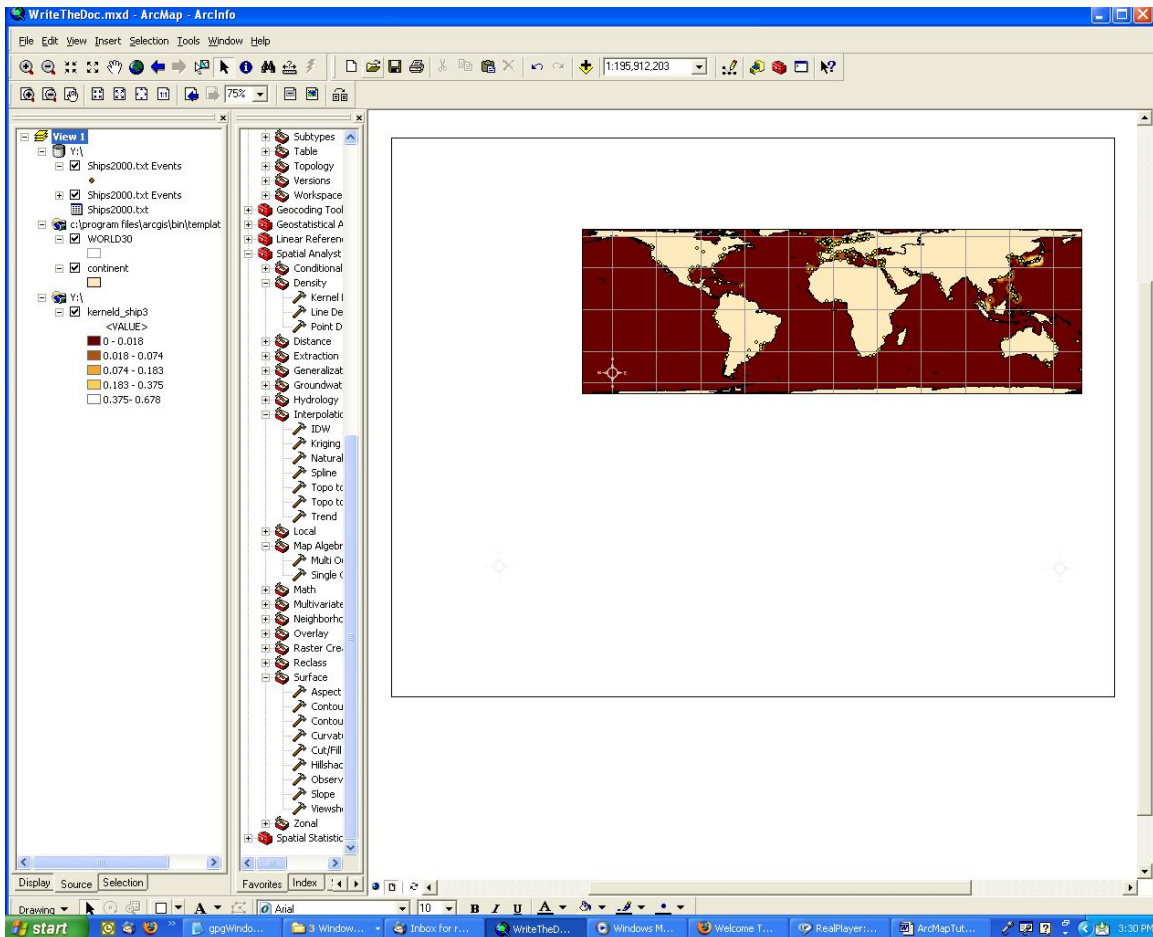 WriteTheDoc.mxd - ArcMap - ArcInfo
File Edit View Insert Selection Tools Window Help
1:195,912,203
1:1
75%
View 1
Y:\
Ships2000.txt Events
Ships2000.txt Events
Ships2000.txt
c:\program files\arcgis\bin\templat
WORLD30
continent
Y:\
kerneld_ship3
<VALUE>
0 - 0.018
0.018 - 0.074
0.074 - 0.183
0.183 - 0.375
0.375- 0.678
Display Source Selection
Subtypes
Table
Topology
Versions
Workspace
Geocoding Tool
Geostatistical A
Linear Referen
Spatial Analyst
Conditional
Density
Kernel
Line De
Point D
Distance
Extraction
Generalizat
Groundwat
Hydrology
Interpolatic
IDW
Kriging
Natural
Spline
Topo to
Topo to
Trend
Local
Map Algebr
Multi O
Single
Math
Multivariate
Neighborhc
Overlay
Raster Cre
Reclass
Surface
Aspect
Contou
Contou
Curvat
Cut/Fill
Hillshac
Observ
Slope
Viewsh
Zonal
Spatial Statistic
Favorites Index
Drawing A Arial 10 B I U A
start gpgWindo... 3 Window... Inbox for r... WriteTheD... Windows M... Welcome T... RealPlayer:... ArcMapTut... 3:30 PM